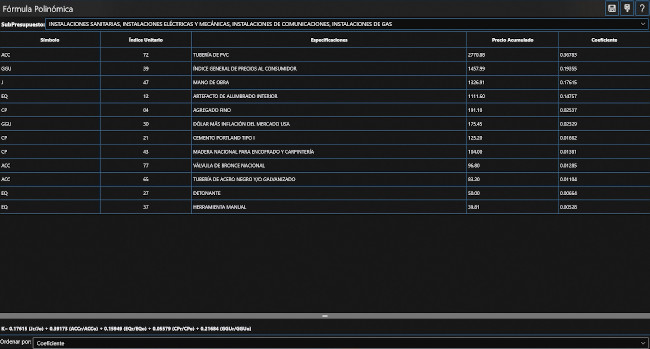 Fórmula Polinómica
SubPresupuesto: INSTALACIONES SANITARIAS, INSTALACIONES ELÉCTRICAS Y MECÁNICAS, INSTALACIONES DE COMUNICACIONES, INSTALACIONES DE GAS
Símbolo Índice Unitario Especificaciones Precio Acumulado Coeficiente
ACC 72 TUBERÍA DE PVC 2770.80 0.36783
GGU 39 ÍNDICE GENERAL DE PRECIOS AL CONSUMIDOR 1457.99 0.19355
J 47 MANO DE OBRA 1326.91 0.17615
EQ 12 ARTEFACTO DE ALUMBRADO INTERIOR 1111.60 0.14757
CP 04 AGREGADO FINO 191.10 0.02537
GGU 30 DÓLAR MÁS INFLACIÓN DEL MERCADO USA 175.45 0.02329
CP 21 CEMENTO PORTLAND TIPO I 125.20 0.01662
CP 43 MADERA NACIONAL PARA ENCOFRADO Y CARPINTERÍA 104.00 0.01381
ACC 77 VÁLVULA DE BRONCE NACIONAL 96.80 0.01285
ACC 65 TUBERÍA DE ACERO NEGRO Y/O GALVANIZADO 83.20 0.01104
EQ 27 DETONANTE 50.00 0.00664
EQ 37 HERRAMIENTA MANUAL 39.81 0.00528
K= 0.17615 (Jr/Jo) + 0.39173 (ACCr/ACCo) + 0.15949 (EQr/EQo) + 0.05579 (CPr/CPo) + 0.21684 (GGUr/GGUo)
Ordenar por: Coeficiente